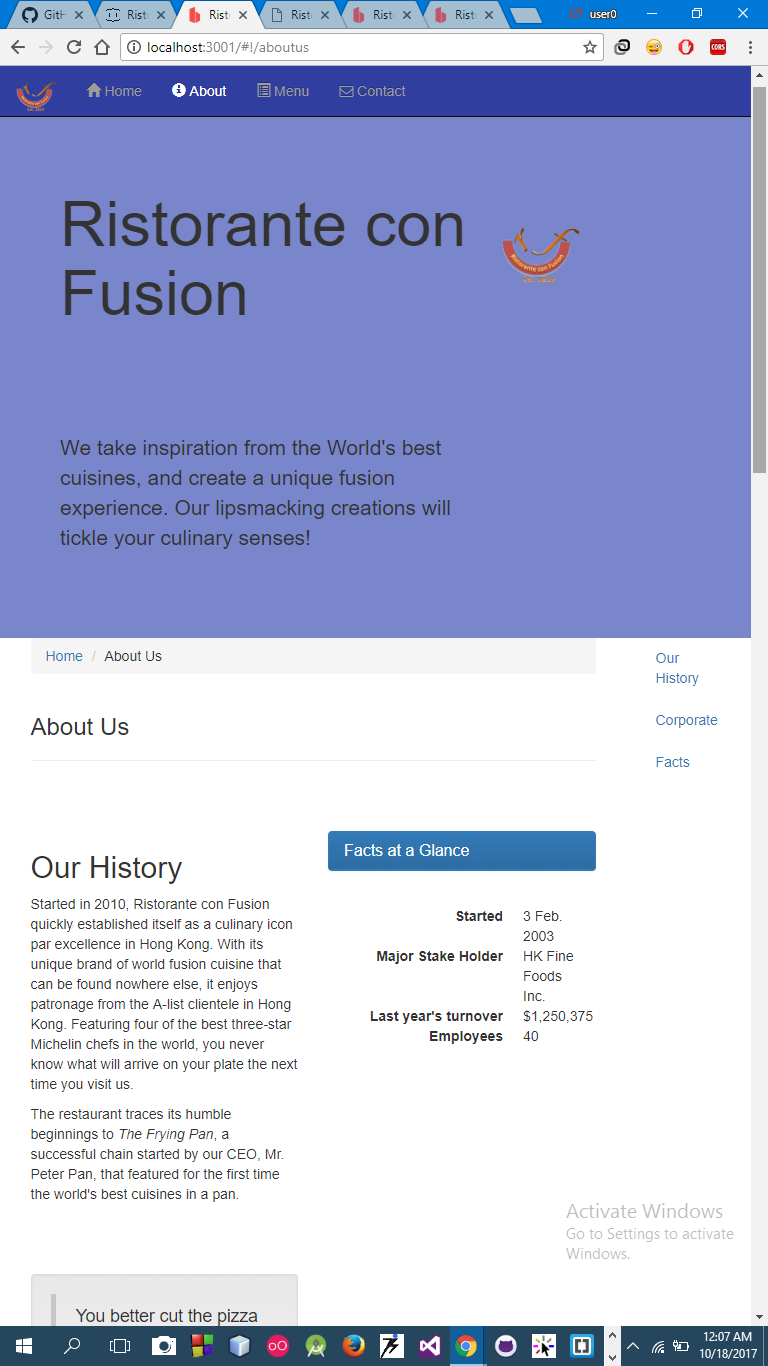 GitH
Rist
Rist
Rist
Rist
Rist
user0
localhost:3001/#!/aboutus
CORS
Home
About
Menu
Contact
Ristorante con
Fusion
Ristorante con Fusion
We take inspiration from the World's best
cuisines, and create a unique fusion
experience. Our lipsmacking creations will
tickle your culinary senses!
Home / About Us
Our
History
Corporate
Facts
About Us
Our History
Started in 2010, Ristorante con Fusion
quickly established itself as a culinary icon
par excellence in Hong Kong. With its
unique brand of world fusion cuisine that
can be found nowhere else, it enjoys
patronage from the A-list clientele in Hong
Kong. Featuring four of the best three-star
Michelin chefs in the world, you never
know what will arrive on your plate the next
time you visit us.
The restaurant traces its humble
beginnings to The Frying Pan, a
successful chain started by our CEO, Mr.
Peter Pan, that featured for the first time
the world's best cuisines in a pan.
Facts at a Glance
Started 3 Feb.
2003
Major Stake Holder HK Fine
Foods
Inc.
Last year's turnover $1,250,375
Employees 40
You better cut the pizza
Activate Windows
Go to Settings to activate
Windows.
12:07 AM
10/18/2017